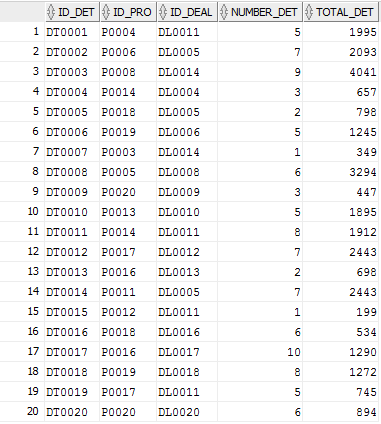 ID_DET ID_PRO ID_DEAL NUMBER_DET TOTAL_DET
1 DT0001 P0004 DL0011 5 1995
2 DT0002 P0006 DL0005 7 2093
3 DT0003 P0008 DL0014 9 4041
4 DT0004 P0014 DL0004 3 657
5 DT0005 P0018 DL0005 2 798
6 DT0006 P0019 DL0006 5 1245
7 DT0007 P0003 DL0014 1 349
8 DT0008 P0005 DL0008 6 3294
9 DT0009 P0020 DL0009 3 447
10 DT0010 P0013 DL0010 5 1895
11 DT0011 P0014 DL0011 8 1912
12 DT0012 P0017 DL0012 7 2443
13 DT0013 P0016 DL0013 2 698
14 DT0014 P0011 DL0005 7 2443
15 DT0015 P0012 DL0011 1 199
16 DT0016 P0018 DL0016 6 534
17 DT0017 P0016 DL0017 10 1290
18 DT0018 P0019 DL0018 8 1272
19 DT0019 P0017 DL0011 5 745
20 DT0020 P0020 DL0020 6 894